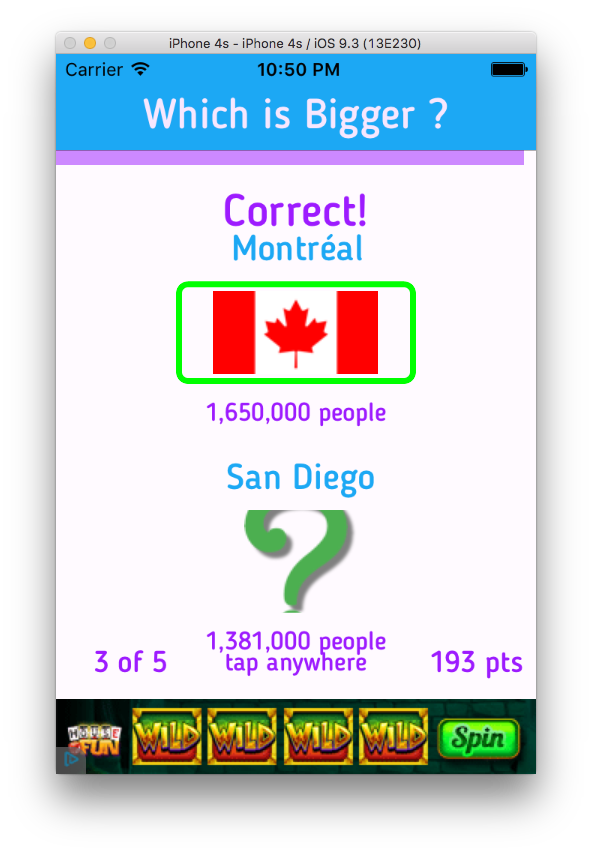 iPhone 4s - iPhone 4s / iOS 9.3 (13E230)
Carrier 10:50 PM
Which is Bigger ?
Correct!
Montréal
1,650,000 people
San Diego
1,381,000 people
3 of 5 tap anywhere 193 pts
HOUSE OF FUN WILD WILD WILD WILD Spin